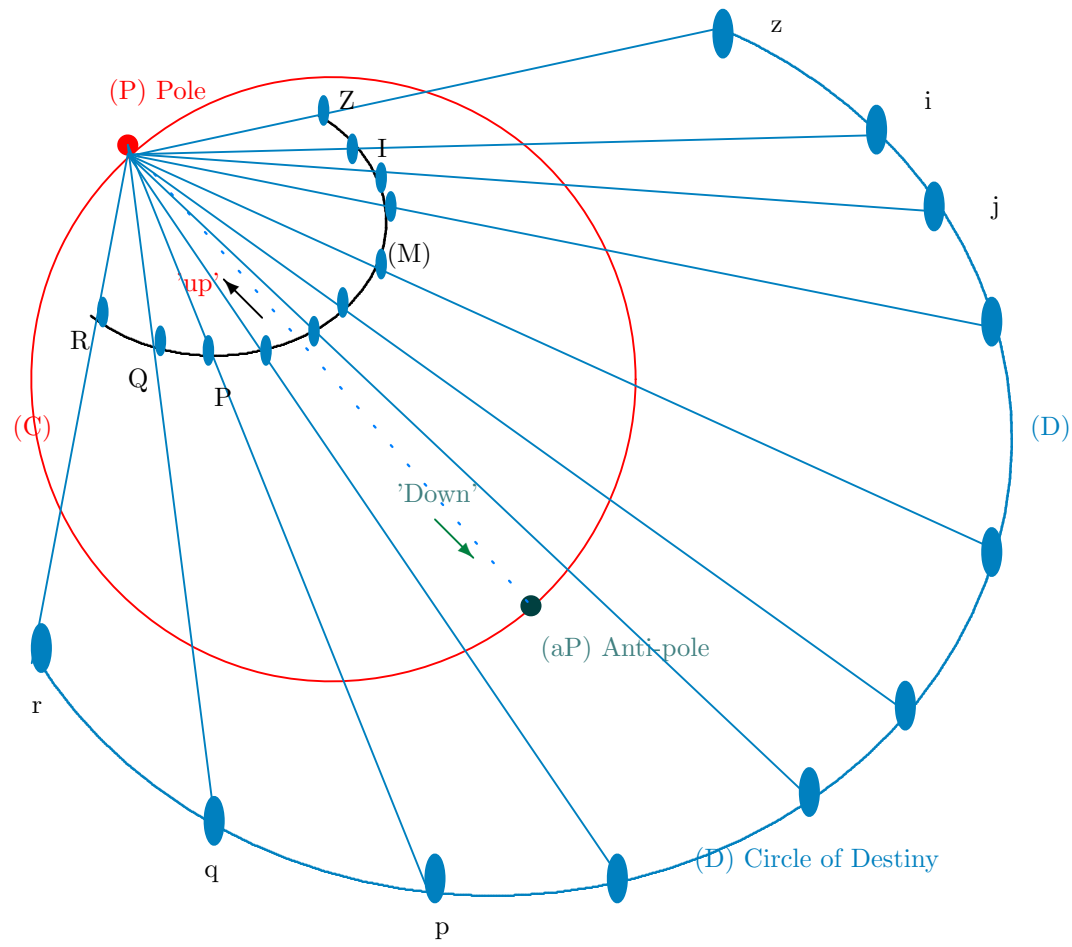 z
(P) Pole
Z
i
I
j
(M)
'up'
R
Q
P
(C)
(D)
'Down'
(aP) Anti-pole
r
(D) Circle of Destiny
q
p